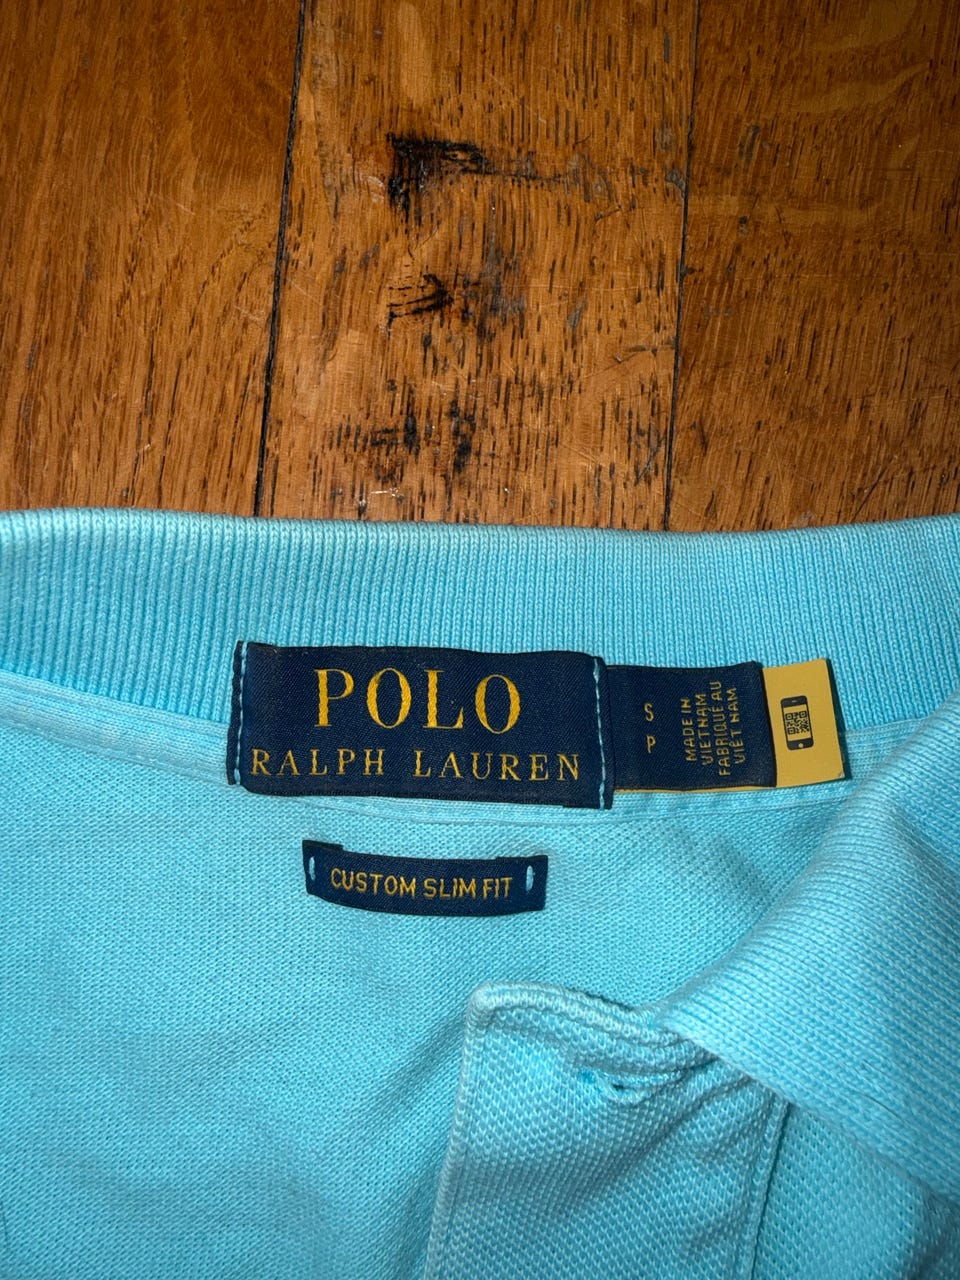 POLO
RALPH LAUREN
S
P
MADE IN
VIETNAM
FABRIQUÉ AU
VIÊT NAM
CUSTOM SLIM FIT